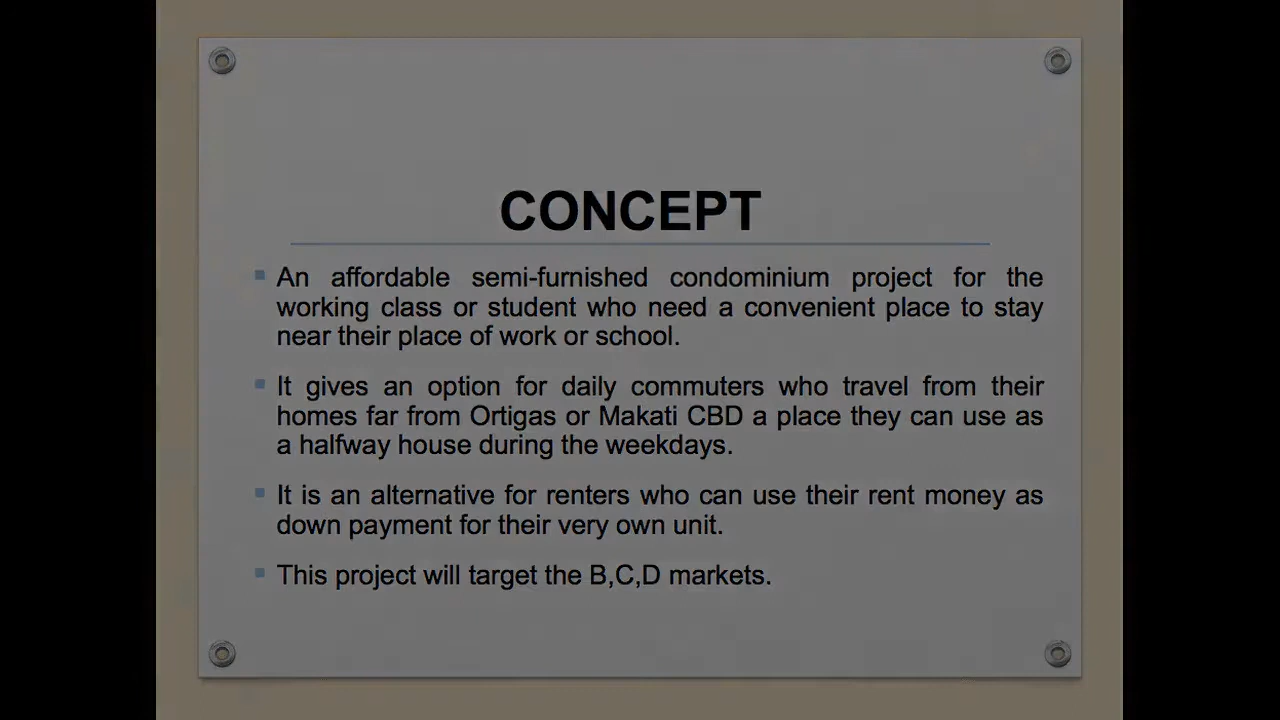 CONCEPT
An affordable semi-furnished condominium project for the
working class or student who need a convenient place to stay
near their place of work or school.
It gives an option for daily commuters who travel from their
homes far from Ortigas or Makati CBD a place they can use as
a halfway house during the weekdays.
It is an alternative for renters who can use their rent money as
down payment for their very own unit.
This project will target the B,C,D markets.